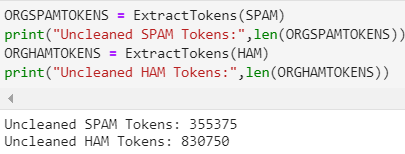 ORGSPAMTOKENS = ExtractTokens(SPAM)
print("Uncleaned SPAM Tokens:",len(ORGSPAMTOKENS))
ORGHAMTOKENS = ExtractTokens(HAM)
print("Uncleaned HAM Tokens:",len(ORGHAMTOKENS))
Uncleaned SPAM Tokens: 355375
Uncleaned HAM Tokens: 830750